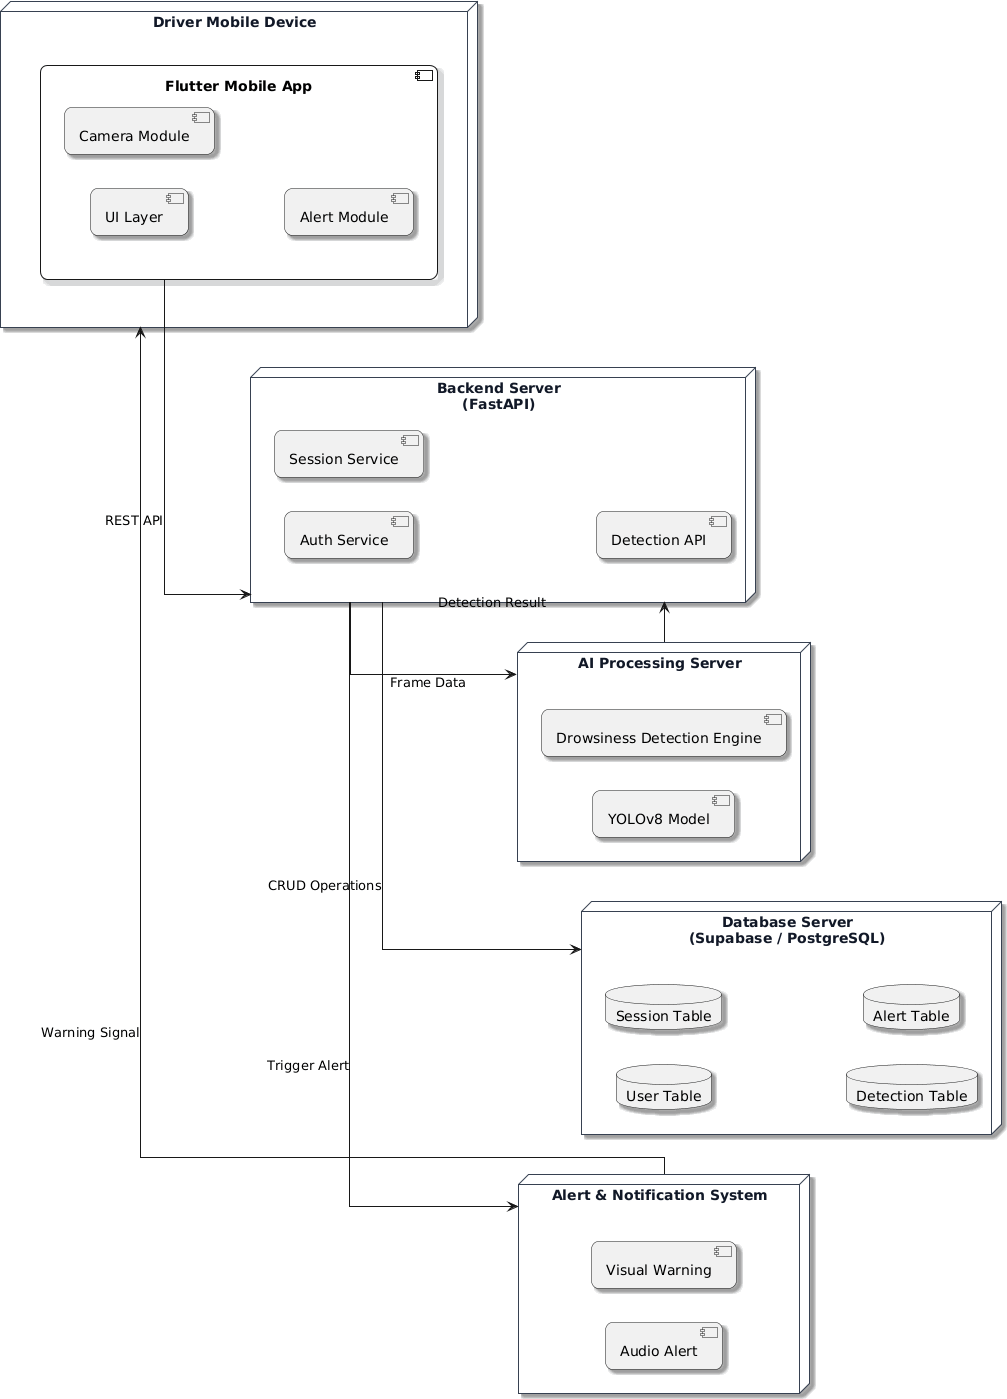 Driver Mobile Device
Flutter Mobile App
Camera Module
UI Layer
Alert Module
Backend Server
(FastAPI)
Session Service
REST API
Auth Service
Detection API
Detection Result
AI Processing Server
Frame Data
Drowsiness Detection Engine
YOLOv8 Model
CRUD Operations
Database Server
(Supabase / PostgreSQL)
Session Table
Alert Table
Warning Signal
Trigger Alert
User Table
Detection Table
Alert & Notification System
Visual Warning
Audio Alert